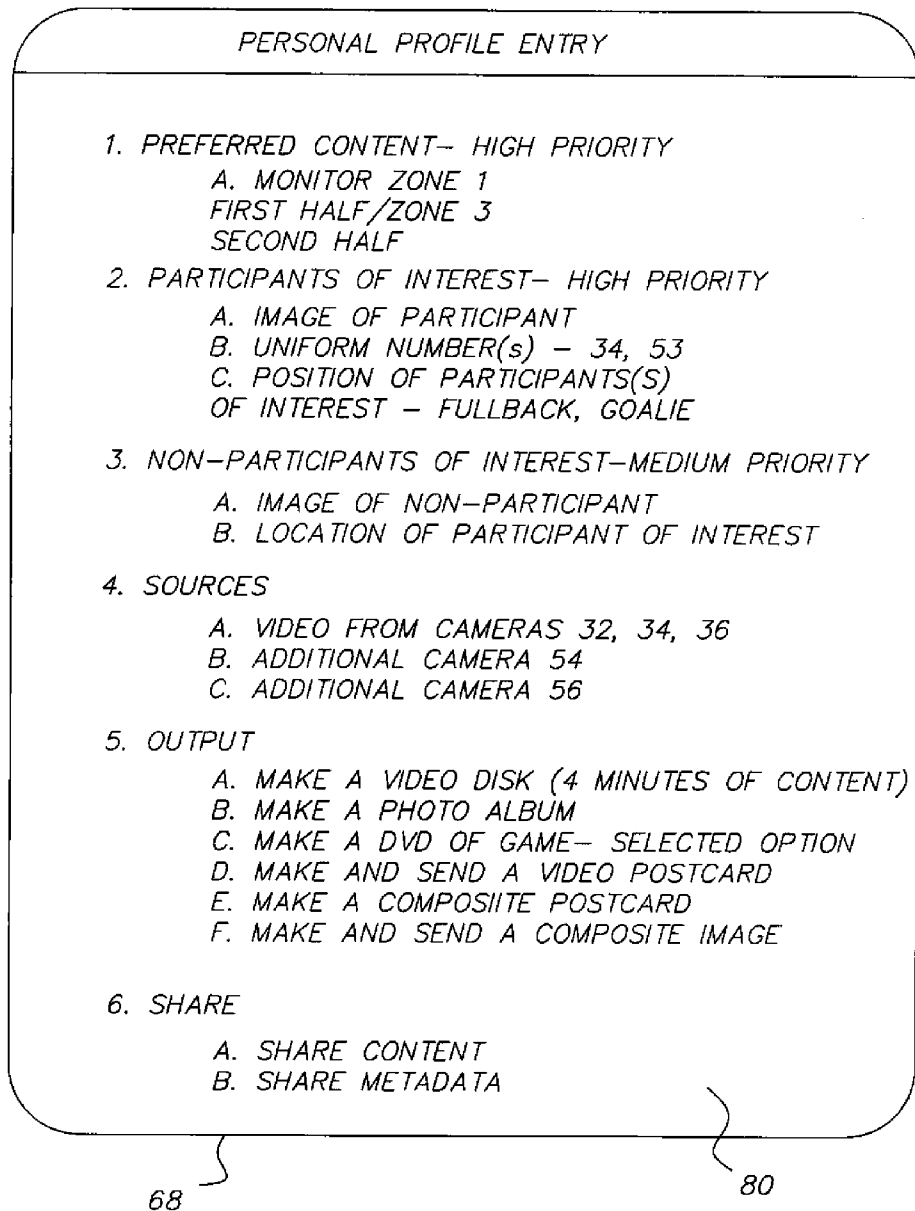 PERSONAL PROFILE ENTRY
1. PREFERRED CONTENT- HIGH PRIORITY
A. MONITOR ZONE 1
FIRST HALF/ZONE 3
SECOND HALF
2. PARTICIPANTS OF INTEREST- HIGH PRIORITY
A. IMAGE OF PARTICIPANT
B. UNIFORM NUMBER(s) - 34, 53
C. POSITION OF PARTICIPANTS(S)
OF INTEREST - FULLBACK, GOALIE
3. NON-PARTICIPANTS OF INTEREST-MEDIUM PRIORITY
A. IMAGE OF NON-PARTICIPANT
B. LOCATION OF PARTICIPANT OF INTEREST
4. SOURCES
A. VIDEO FROM CAMERAS 32, 34, 36
B. ADDITIONAL CAMERA 54
C. ADDITIONAL CAMERA 56
5. OUTPUT
A. MAKE A VIDEO DISK (4 MINUTES OF CONTENT)
B. MAKE A PHOTO ALBUM
C. MAKE A DVD OF GAME- SELECTED OPTION
D. MAKE AND SEND A VIDEO POSTCARD
E. MAKE A COMPOSIITE POSTCARD
F. MAKE AND SEND A COMPOSITE IMAGE
6. SHARE
A. SHARE CONTENT
B. SHARE METADATA
68
80